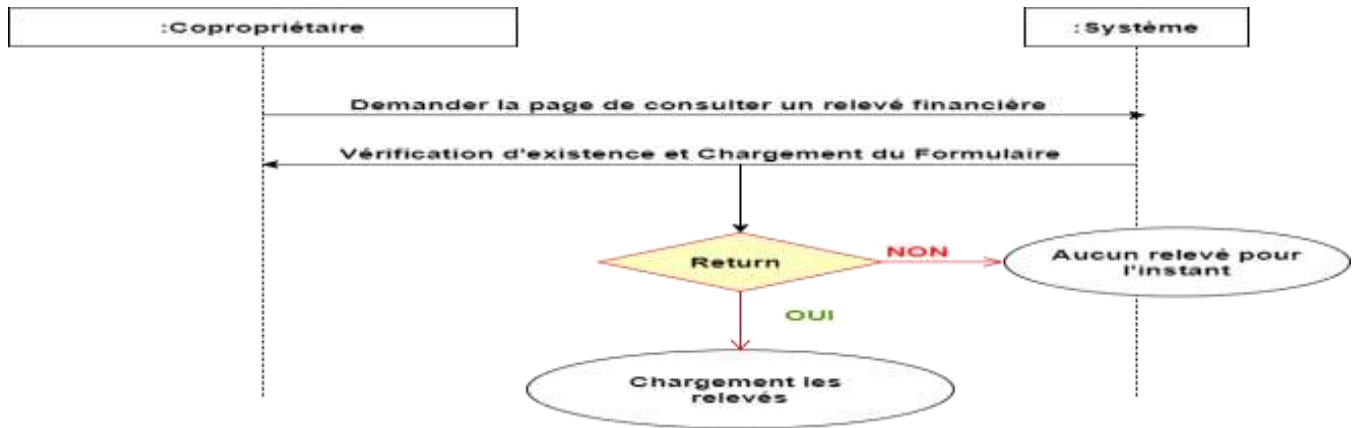 :Copropriétaire
:Système
Demander la page de consulter un relevé financière
Vérification d'existence et Chargement du Formulaire
Return
NON
Aucun relevé pour
l'instant
OUI
Chargement les
relevés